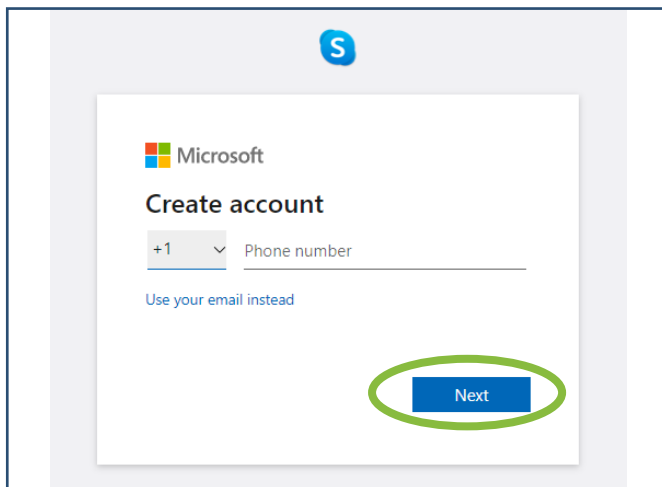 S
Microsoft
Create account
+1 Phone number
Use your email instead
Next